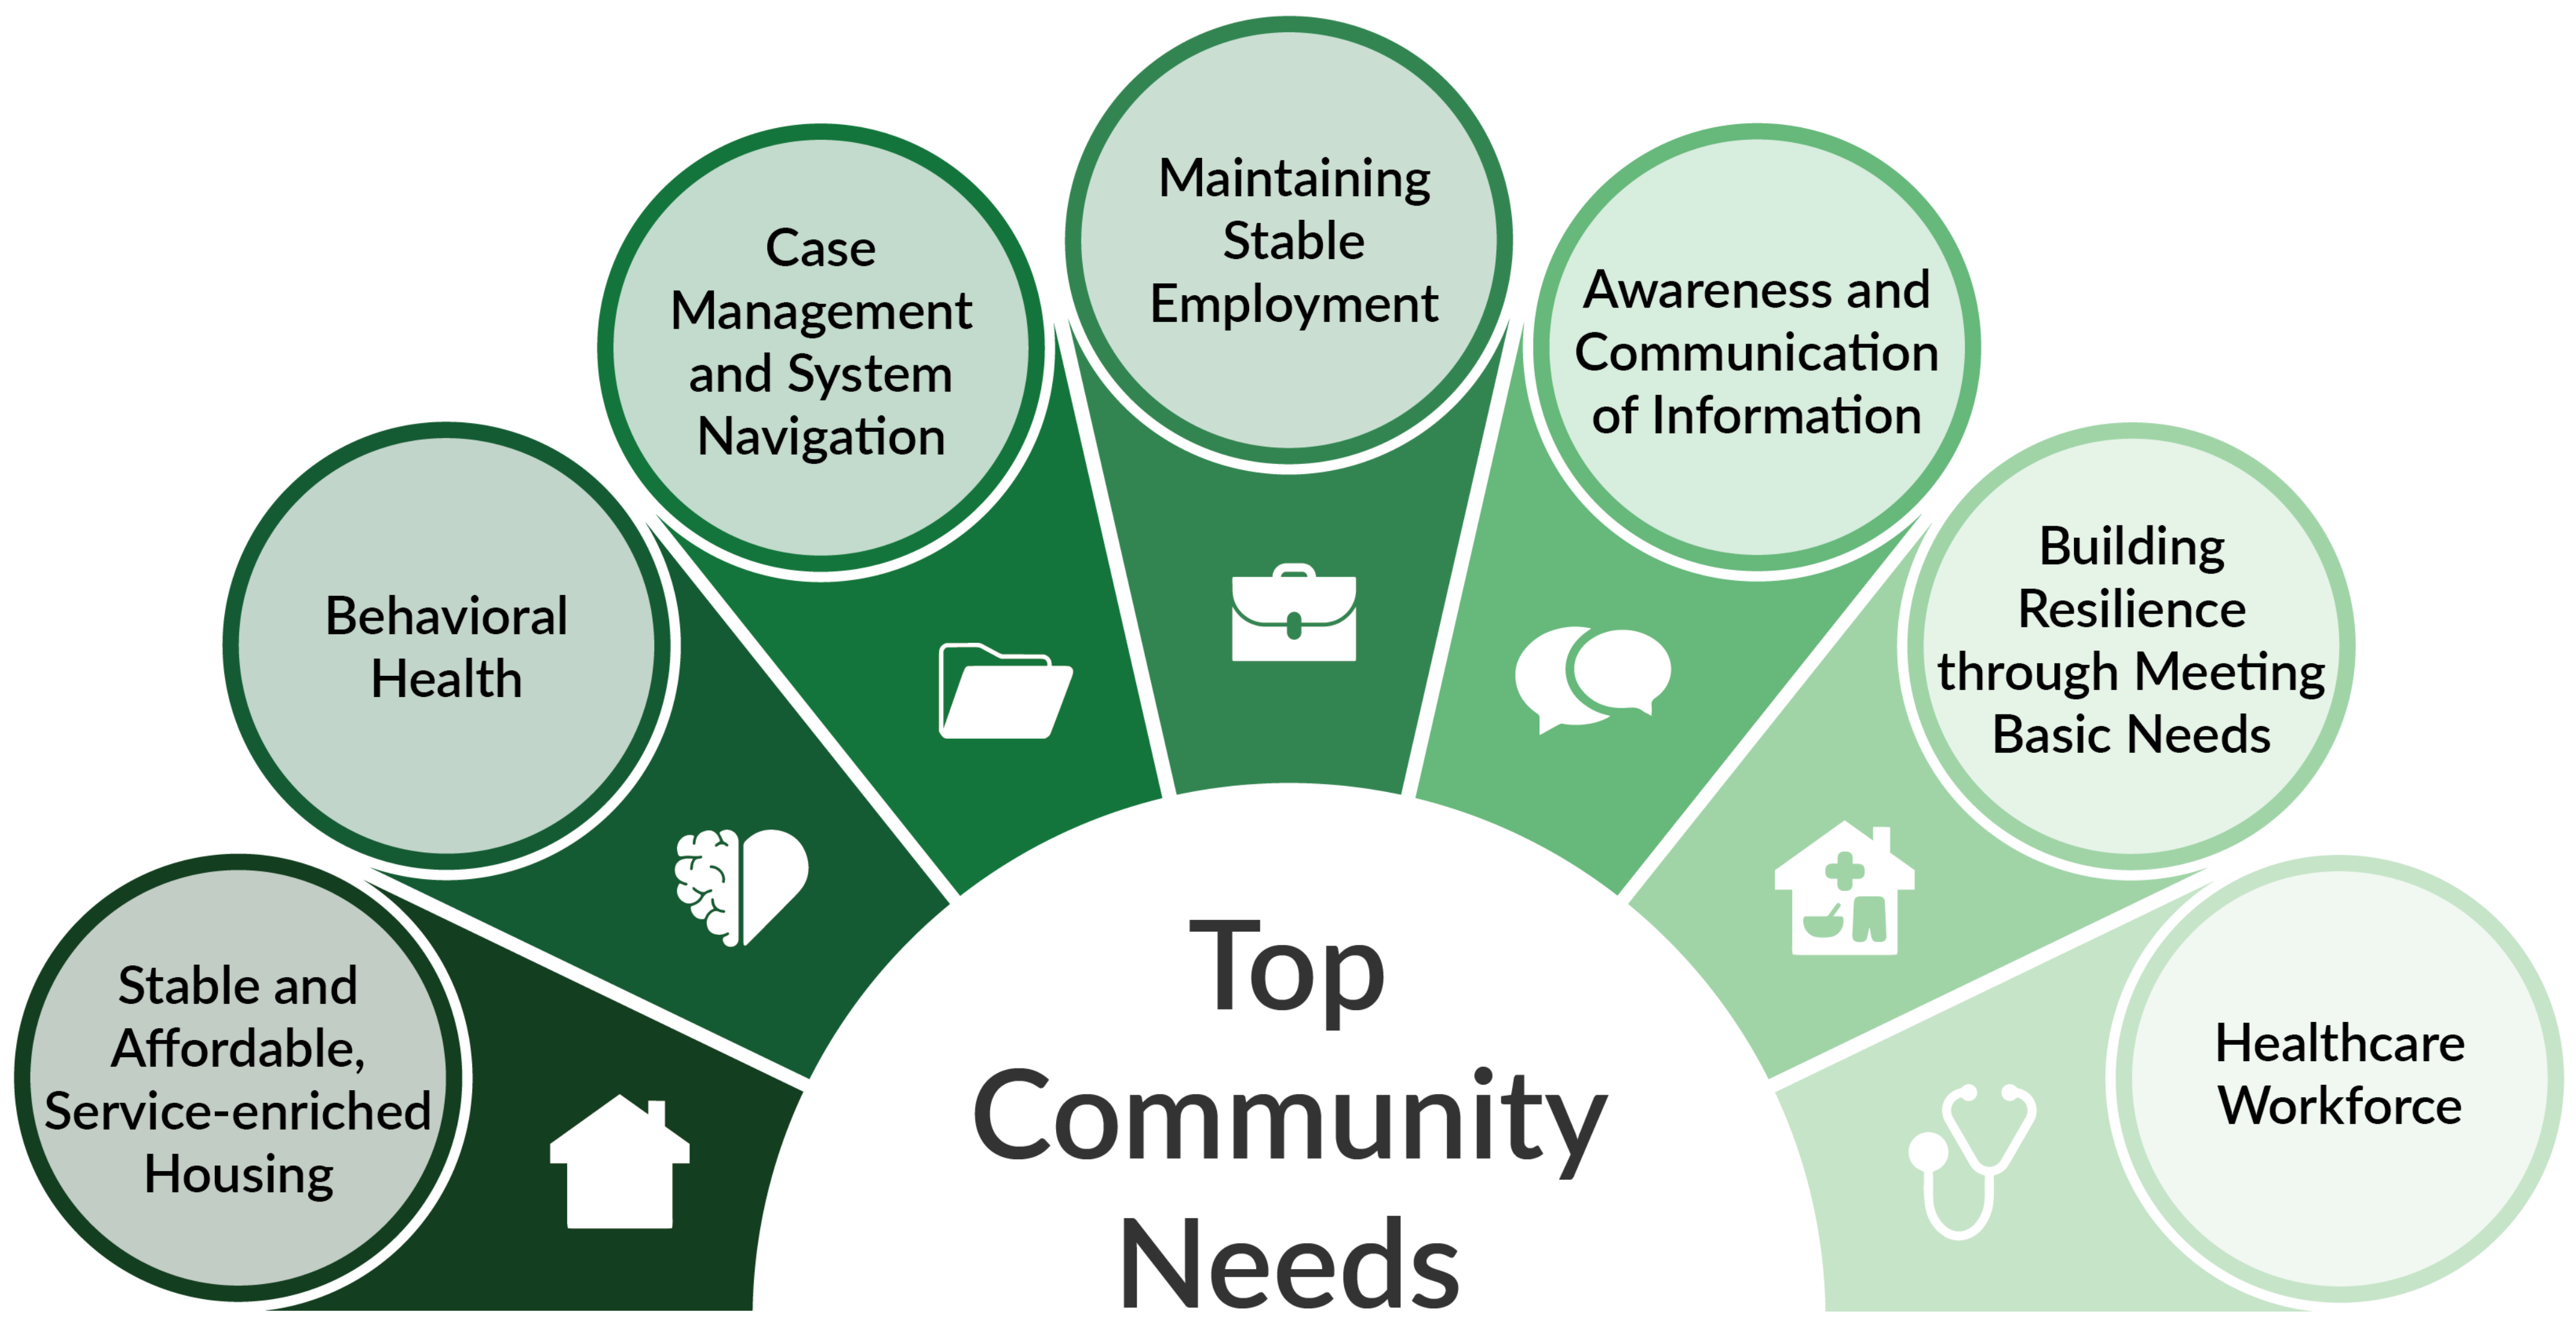 Stable and
Affordable,
Service-enriched
Housing
Behavioral
Health
Case
Management
and System
Navigation
Maintaining
Stable
Employment
Awareness and
Communication
of Information
Building
Resilience
through Meeting
Basic Needs
Healthcare
Workforce
Top
Community
Needs